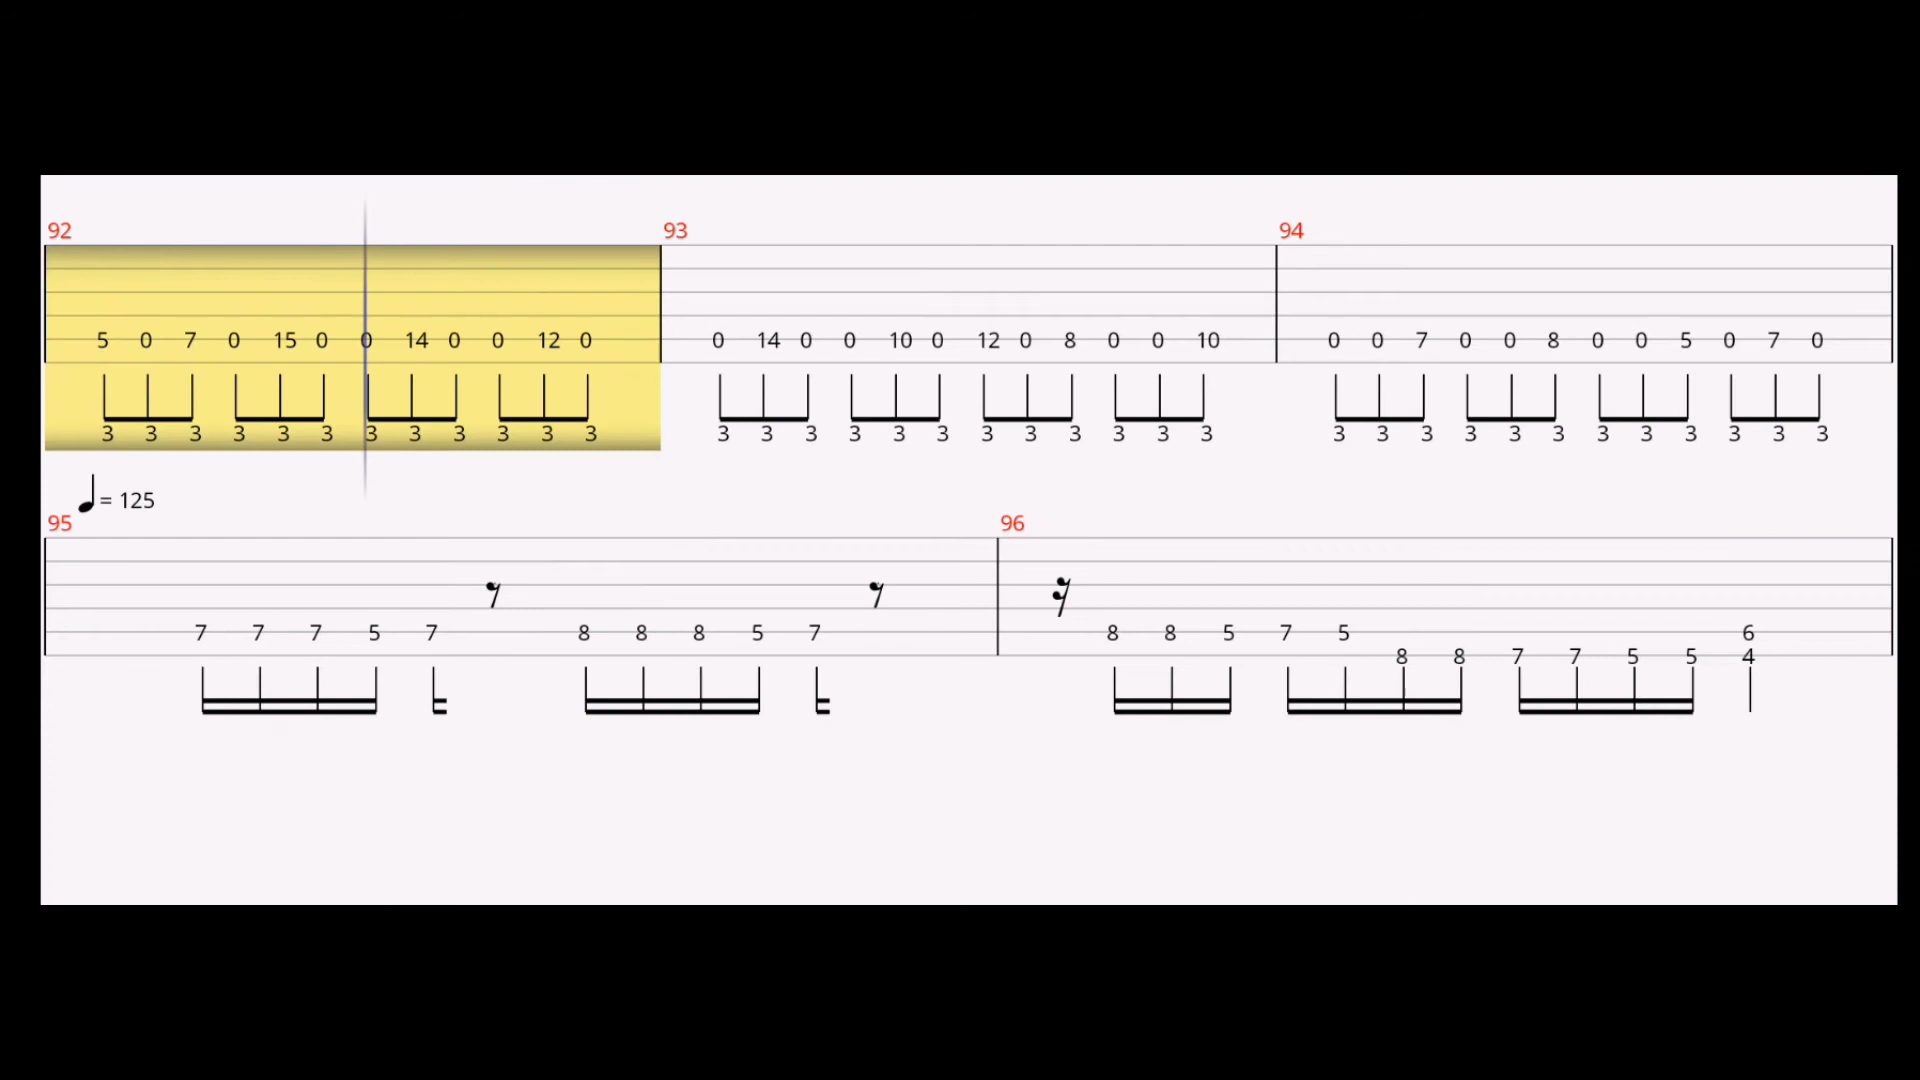 92 93 94
5 0 7 0 15 0 0 14 0 0 12 0 0 14 0 0 10 0 12 0 8 0 0 10 0 0 7 0 0 8 0 0 5 0 7 0
3 3 3 3 3 3 3 3 3 3 3 3 3 3 3 3 3 3 3 3 3 3 3 3 3 3 3 3 3 3 3 3 3 3 3 3
= 125
95 96
7 7 7 5 7 8 8 8 5 7 8 8 5 7 5 6
8 8 7 7 5 5 4